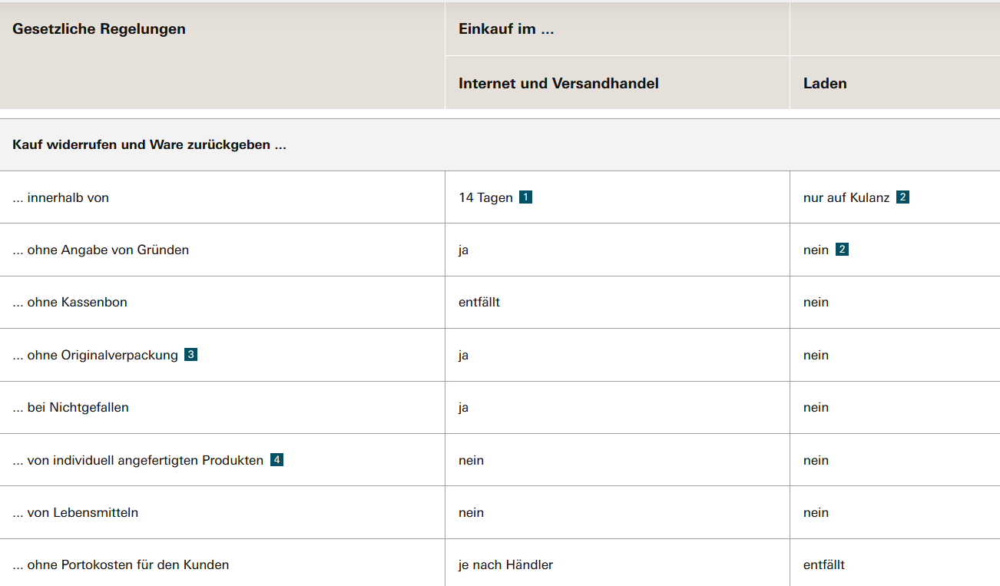 Gesetzliche Regelungen Einkauf im ...
Internet und Versandhandel Laden
Kauf widerrufen und Ware zurückgeben ...
... innerhalb von 14 Tagen 1 nur auf Kulanz 2
... ohne Angabe von Gründen ja nein 2
... ohne Kassenbon entfällt nein
... ohne Originalverpackung 3 ja nein
... bei Nichtgefallen ja nein
... von individuell angefertigten Produkten 4 nein nein
... von Lebensmitteln nein nein
... ohne Portokosten für den Kunden je nach Händler entfällt